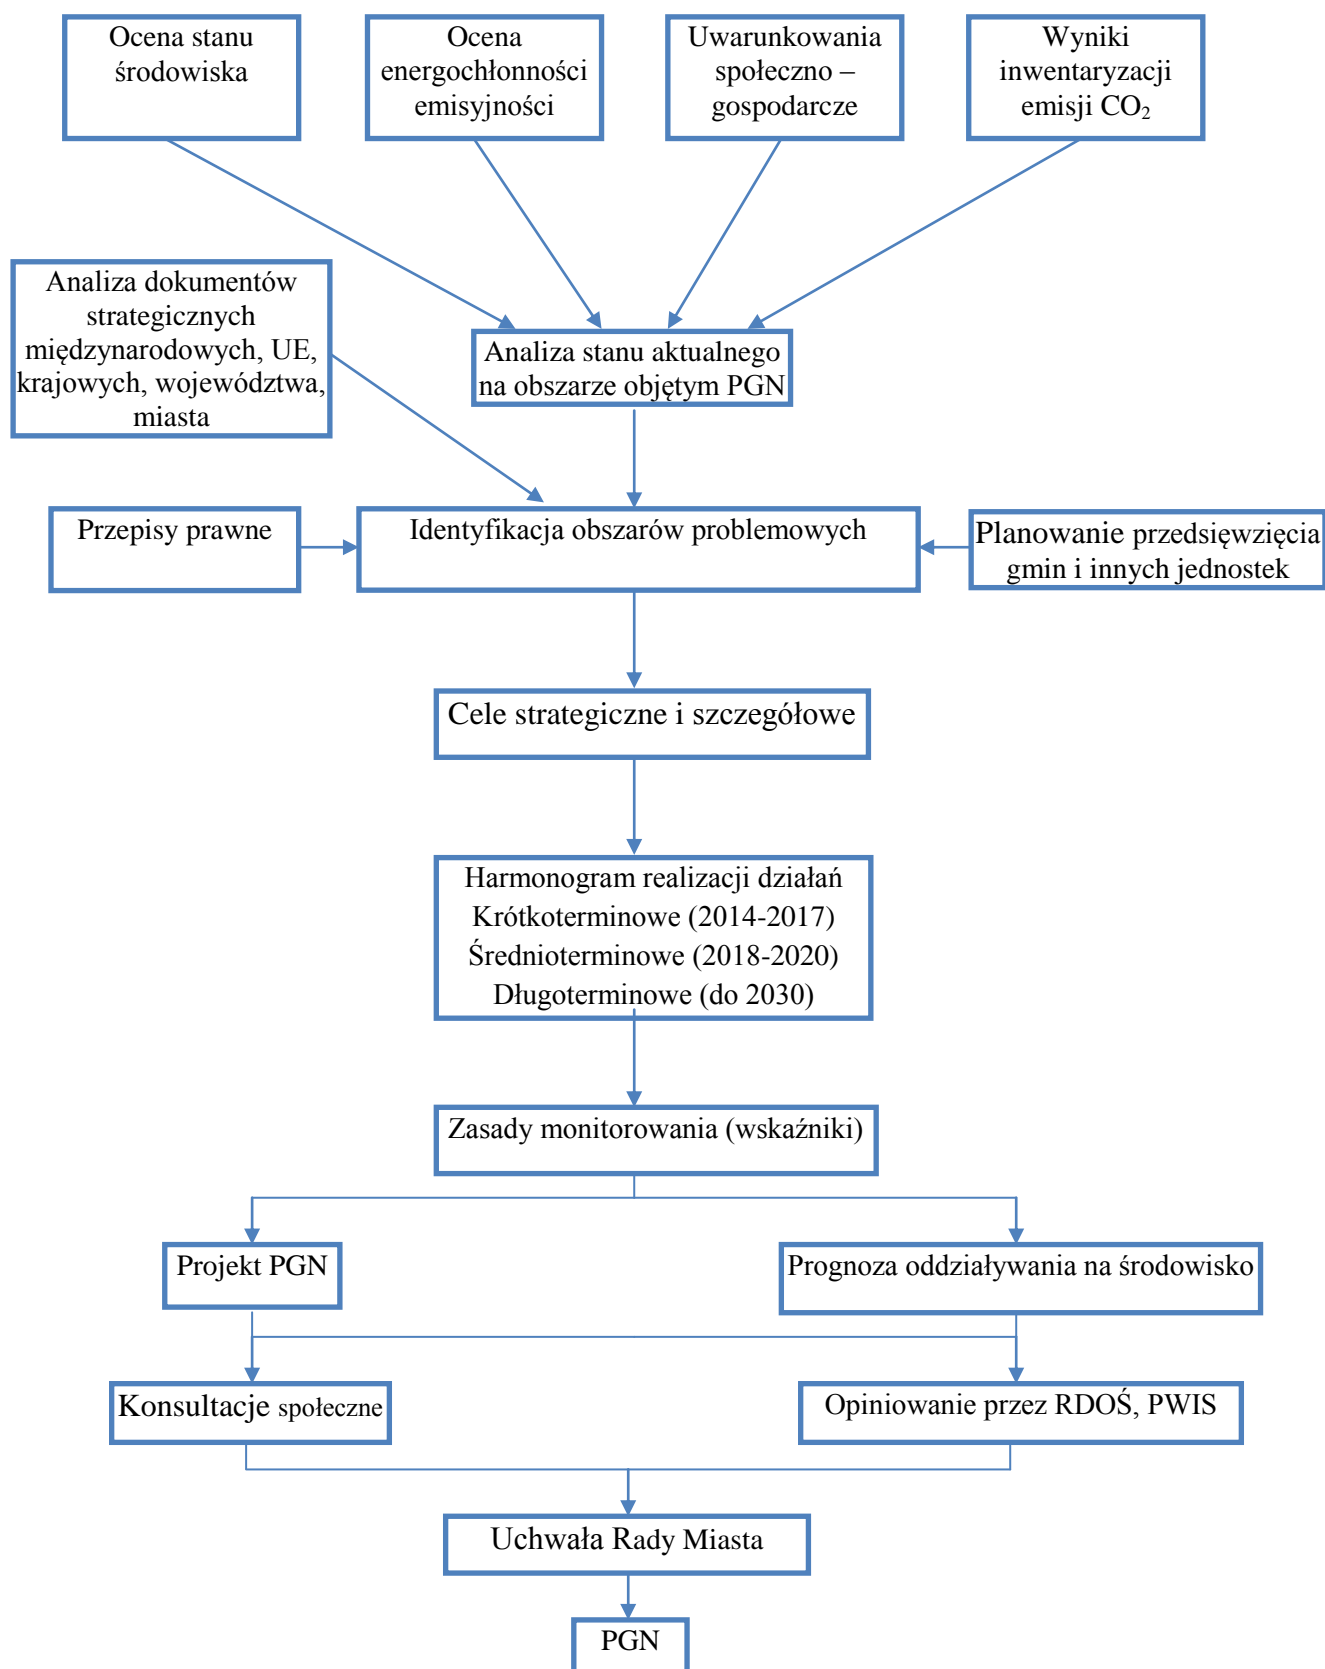 Ocena stanu
środowiska
Ocena
energochłonności
emisyjności
Uwarunkowania
społeczno –
gospodarcze
Wyniki
inwentaryzacji
emisji CO₂
Analiza dokumentów
strategicznych
międzynarodowych, UE,
krajowych, województwa,
miasta
Analiza stanu aktualnego
na obszarze objętym PGN
Przepisy prawne
Identyfikacja obszarów problemowych
Planowanie przedsięwzięcia
gmin i innych jednostek
Cele strategiczne i szczegółowe
Harmonogram realizacji działań
Krótkoterminowe (2014-2017)
Średnioterminowe (2018-2020)
Długoterminowe (do 2030)
Zasady monitorowania (wskaźniki)
Projekt PGN
Prognoza oddziaływania na środowisko
Konsultacje społeczne
Opiniowanie przez RDOŚ, PWIS
Uchwała Rady Miasta
PGN